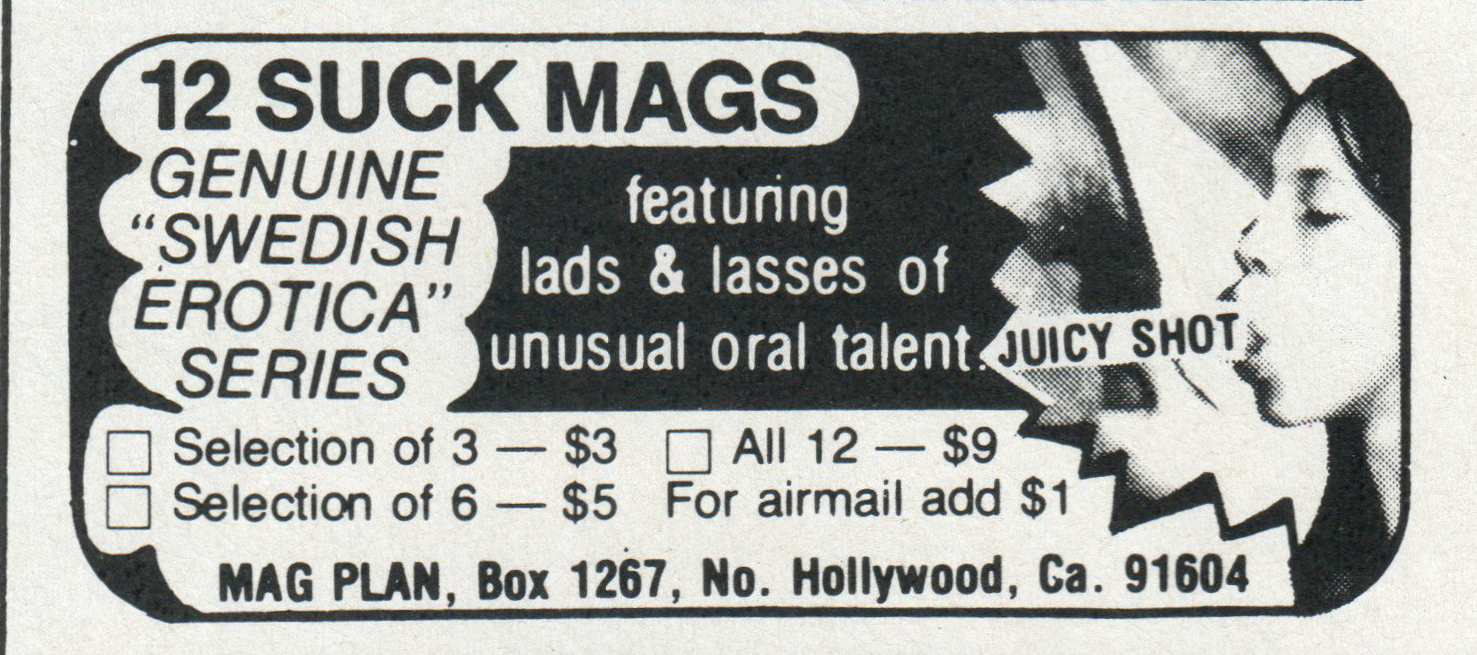 12 SUCK MAGS
GENUINE
“SWEDISH
EROTICA”
SERIES
featuring
lads & lasses of
unusual oral talent.
JUICY SHOT
Selection of 3 — $3
All 12 — $9
Selection of 6 — $5
For airmail add $1
MAG PLAN, Box 1267, No. Hollywood, Ca. 91604